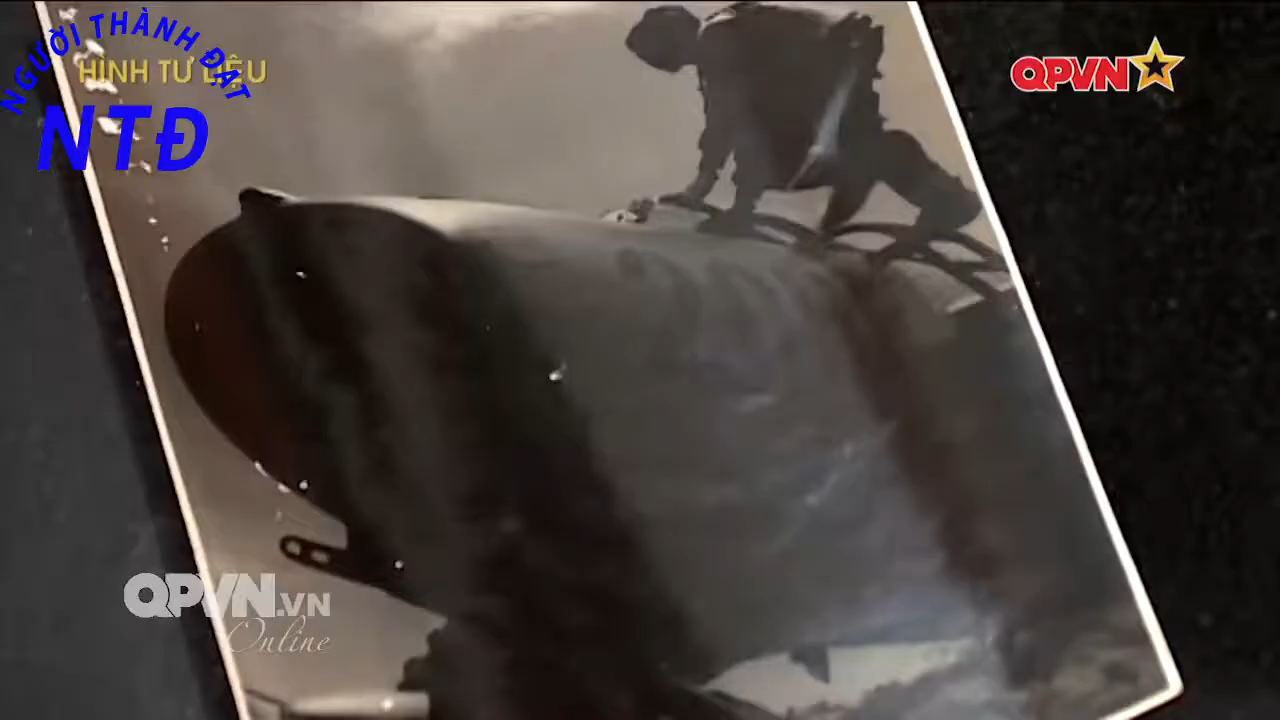 NGƯỜI THÀNH ĐẠT
HÌNH TƯ LIỆU
NTĐ
QPVN
QPVN.VN
Online